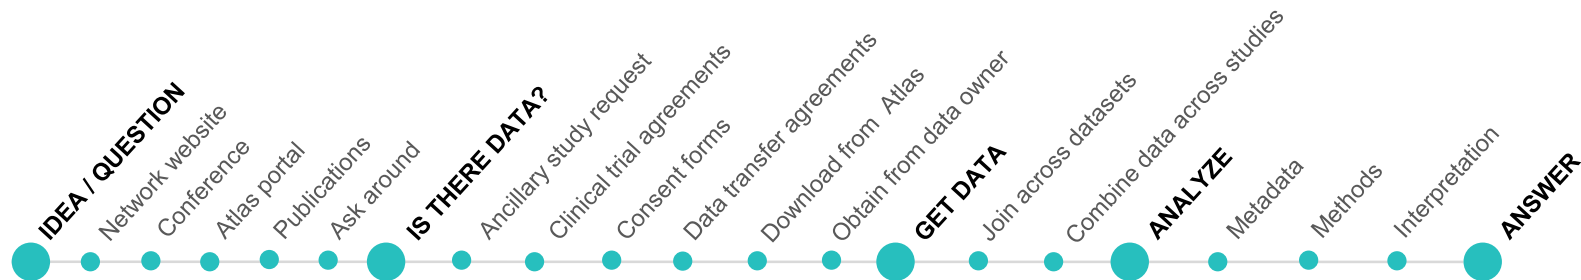 IDEA / QUESTION
Network website
Conference
Atlas portal
Publications
Ask around
IS THERE DATA?
Ancillary study request
Clinical trial agreements
Consent forms
Data transfer agreements
Download from Atlas
Obtain from data owner
GET DATA
Join across datasets
Combine data across studies
ANALYZE
Metadata
Methods
Interpretation
ANSWER